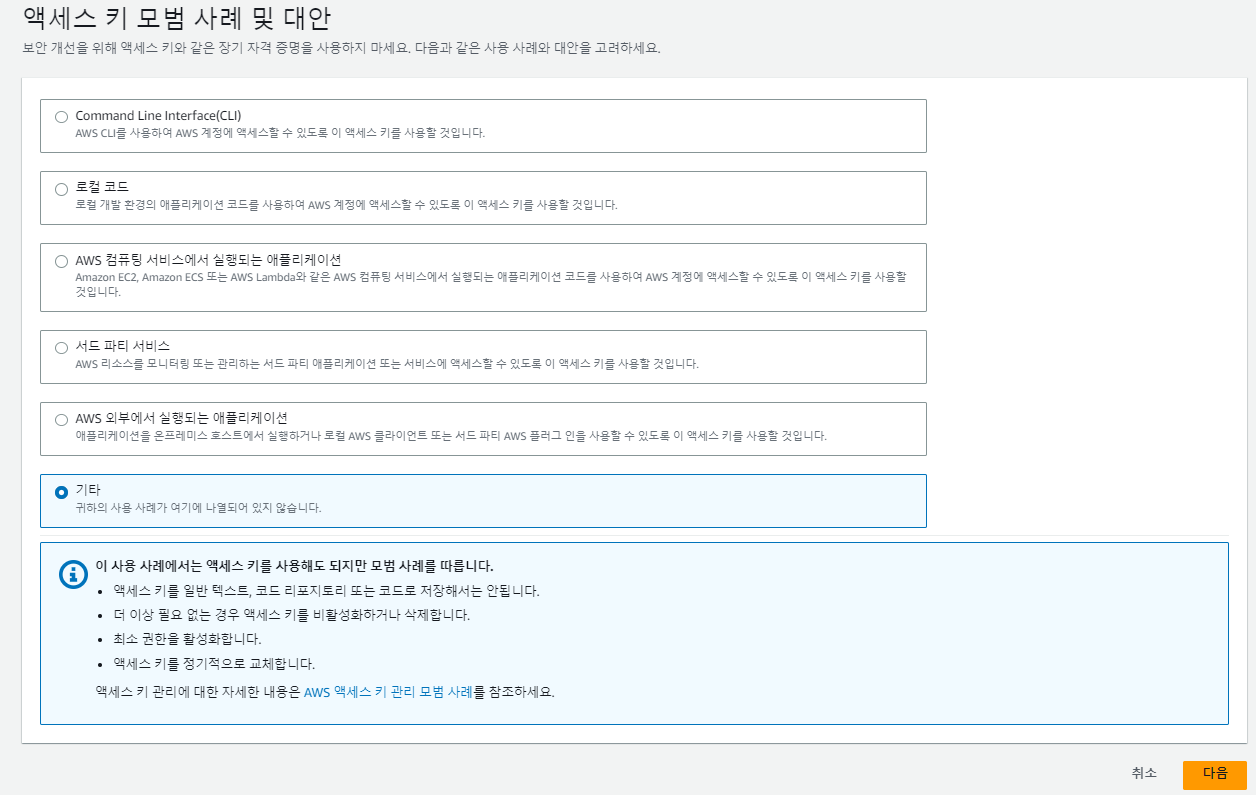 액세스 키 모범 사례 및 대안
보안 개선을 위해 액세스 키와 같은 장기 자격 증명을 사용하지 마세요. 다음과 같은 사용 사례와 대안을 고려하세요.
Command Line Interface(CLI)
AWS CLI를 사용하여 AWS 계정에 액세스할 수 있도록 이 액세스 키를 사용할 것입니다.
로컬 코드
로컬 개발 환경의 애플리케이션 코드를 사용하여 AWS 계정에 액세스할 수 있도록 이 액세스 키를 사용할 것입니다.
AWS 컴퓨팅 서비스에서 실행되는 애플리케이션
Amazon EC2, Amazon ECS 또는 AWS Lambda와 같은 AWS 컴퓨팅 서비스에서 실행되는 애플리케이션 코드를 사용하여 AWS 계정에 액세스할 수 있도록 이 액세스 키를 사용할
것입니다.
서드 파티 서비스
AWS 리소스를 모니터링 또는 관리하는 서드 파티 애플리케이션 또는 서비스에 액세스할 수 있도록 이 액세스 키를 사용할 것입니다.
AWS 외부에서 실행되는 애플리케이션
애플리케이션을 온프레미스 호스트에서 실행하거나 로컬 AWS 클라이언트 또는 서드 파티 AWS 플러그 인을 사용할 수 있도록 이 액세스 키를 사용할 것입니다.
기타
귀하의 사용 사례가 여기에 나열되어 있지 않습니다.
이 사용 사례에서는 액세스 키를 사용해도 되지만 모범 사례를 따릅니다.
• 액세스 키를 일반 텍스트, 코드 리포지토리 또는 코드로 저장해서는 안됩니다.
• 더 이상 필요 없는 경우 액세스 키를 비활성화하거나 삭제합니다.
• 최소 권한을 활성화합니다.
• 액세스 키를 정기적으로 교체합니다.
액세스 키 관리에 대한 자세한 내용은 AWS 액세스 키 관리 모범 사례를 참조하세요.
취소 다음